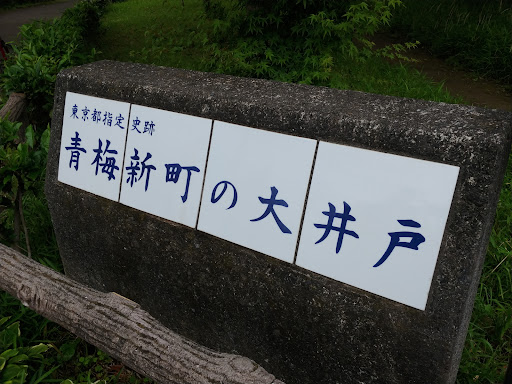 東京都指定 史跡
青梅新町の大井戸